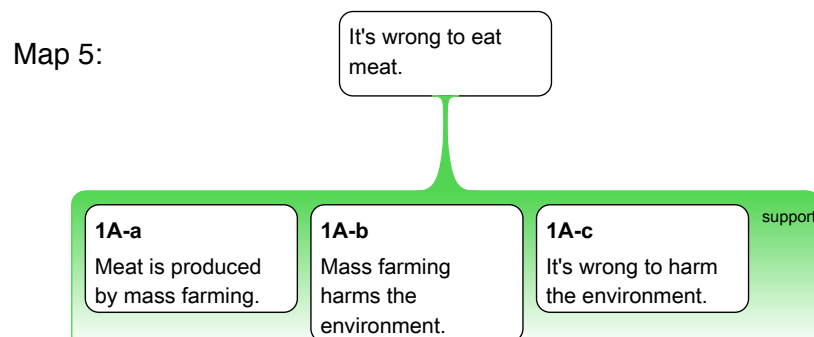 Map 5:
It's wrong to eat
meat.
1A-a
Meat is produced
by mass farming.
1A-b
Mass farming
harms the
environment.
1A-c
It's wrong to harm
the environment.
support